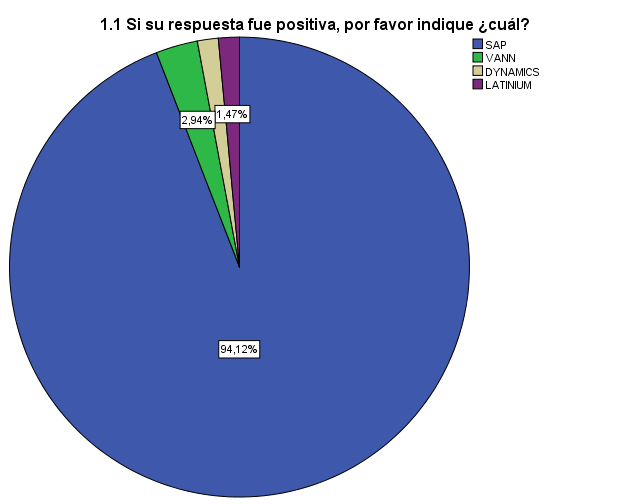 1.1 Si su respuesta fue positiva, por favor indique ¿cuál?
SAP
VANN
DYNAMICS
LATINIUM
2,94%
1,47%
94,12%